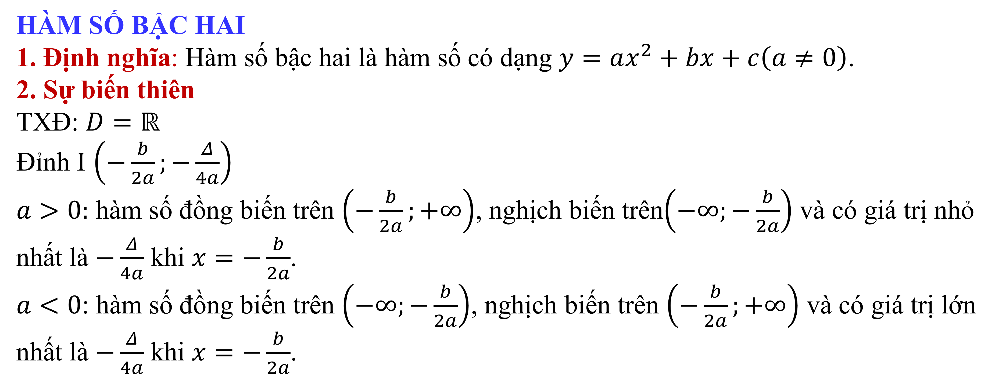 HÀM SỐ BẬC HAI
1. Định nghĩa: Hàm số bậc hai là hàm số có dạng $y = ax^2 + bx + c(a \neq 0)$.
2. Sự biến thiên
TXĐ: $D = \mathbb{R}$
Đỉnh I $\left(-\frac{b}{2a}; -\frac{\Delta}{4a}\right)$
$a > 0$: hàm số đồng biến trên $\left(-\frac{b}{2a}; +\infty\right)$, nghịch biến trên$\left(-\infty; -\frac{b}{2a}\right)$ và có giá trị nhỏ
nhất là $-\frac{\Delta}{4a}$ khi $x = -\frac{b}{2a}$.
$a < 0$: hàm số đồng biến trên $\left(-\infty; -\frac{b}{2a}\right)$, nghịch biến trên $\left(-\frac{b}{2a}; +\infty\right)$ và có giá trị lớn
nhất là $-\frac{\Delta}{4a}$ khi $x = -\frac{b}{2a}$.